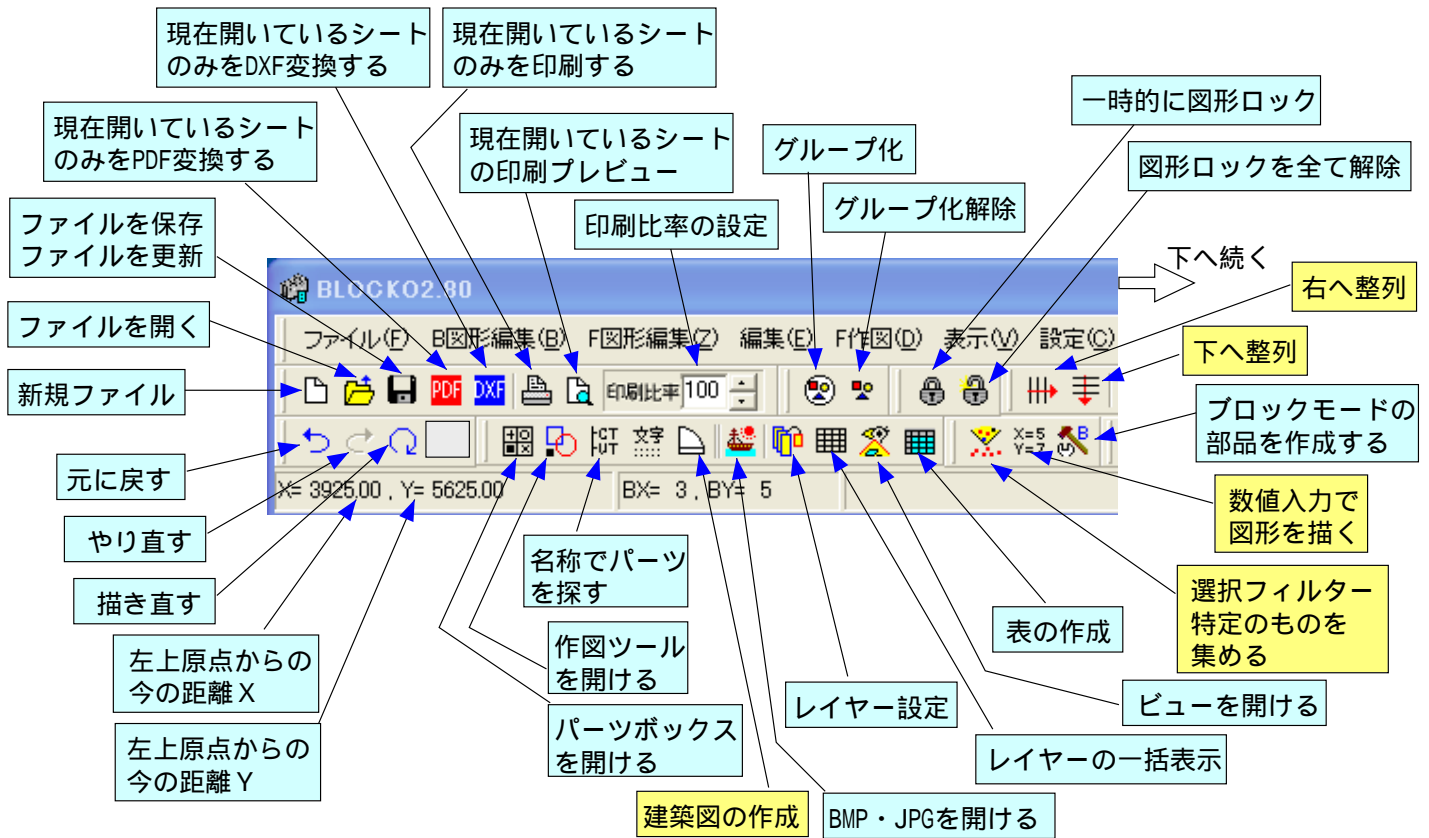 現在開いているシート
のみをDXF変換する
現在開いているシート
のみを印刷する
一時的に図形ロック
現在開いているシート
のみをPDF変換する
現在開いているシート
の印刷プレビュー
グループ化
図形ロックを全て解除
グループ化解除
印刷比率の設定
ファイルを保存
ファイルを更新
下へ続く
右へ整列
ファイルを開く
下へ整列
新規ファイル
BLOCKO2.80
ファイル(F) B図形編集(B) F図形編集(Z) 編集(E) F作図(D) 表示(V) 設定(C)
PDF DXF 印刷比率 100
CT UT 文字 X=5 Y=7 B
X= 3925.00 , Y= 5625.00 BX= 3 , BY= 5
ブロックモードの
部品を作成する
元に戻す
やり直す
描き直す
左上原点からの
今の距離X
左上原点からの
今の距離Y
名称でパーツ
を探す
作図ツール
を開ける
パーツボックス
を開ける
建築図の作成
BMP・JPGを開ける
レイヤー設定
レイヤーの一括表示
ビューを開ける
表の作成
数値入力で
図形を描く
選択フィルター
特定のものを
集める